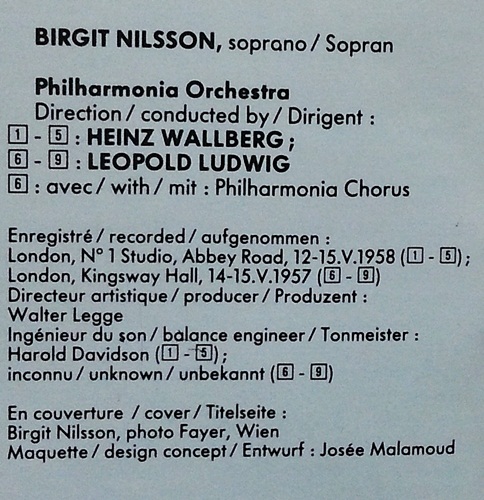 BIRGIT NILSSON, soprano / Sopran
Philharmonia Orchestra
Direction / conducted by / Dirigent :
1 - 5 : HEINZ WALLBERG ;
6 - 9 : LEOPOLD LUDWIG
6 : avec / with / mit : Philharmonia Chorus
Enregistré / recorded / aufgenommen :
London, N° 1 Studio, Abbey Road, 12-15.V.1958 (1 - 5) ;
London, Kingsway Hall, 14-15.V.1957 (6 - 9)
Directeur artistique / producer / Produzent :
Walter Legge
Ingénieur du son / balance engineer / Tonmeister :
Harold Davidson (1 - 5) ;
inconnu / unknown / unbekannt (6 - 9)
En couverture / cover / Titelseite :
Birgit Nilsson, photo Fayer, Wien
Maquette / design concept / Entwurf : Josée Malamoud